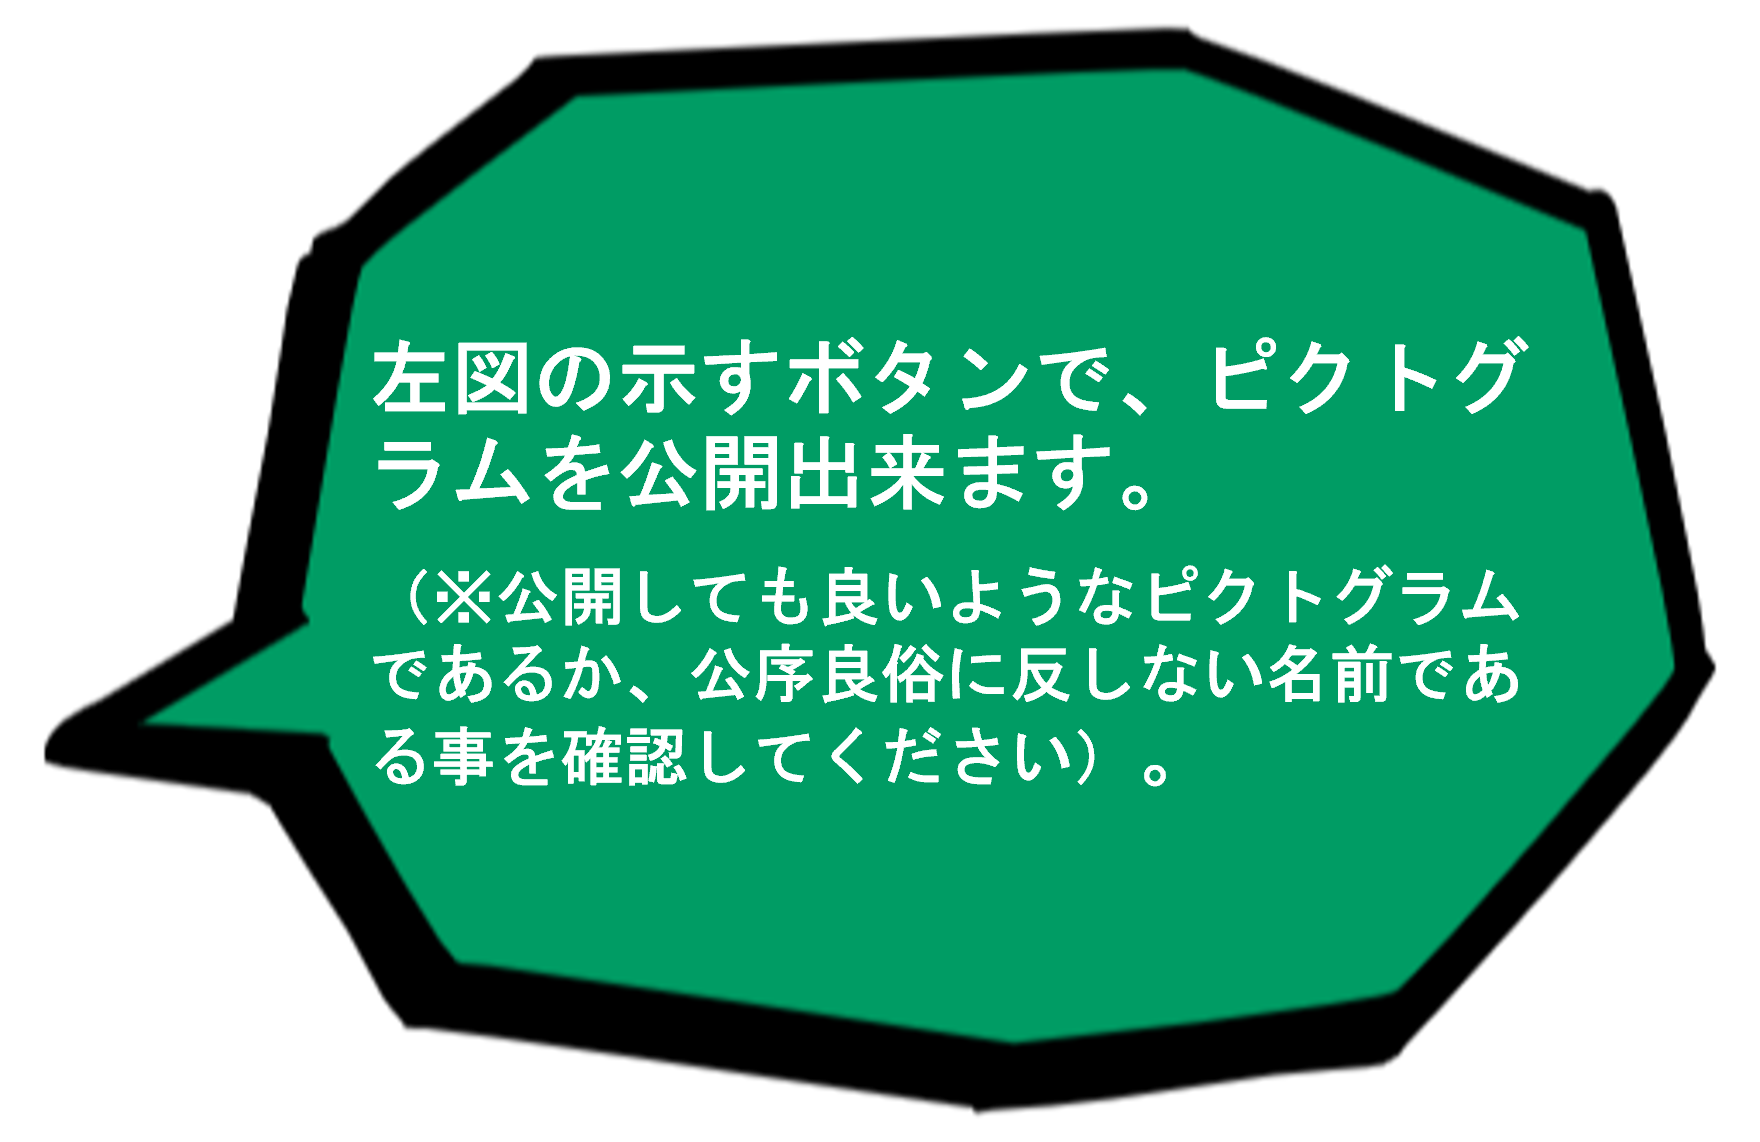 左図の示すボタンで、ピクトグ
ラムを公開出来ます。
（※公開しても良いようなピクトグラム
であるか、公序良俗に反しない名前であ
る事を確認してください）。